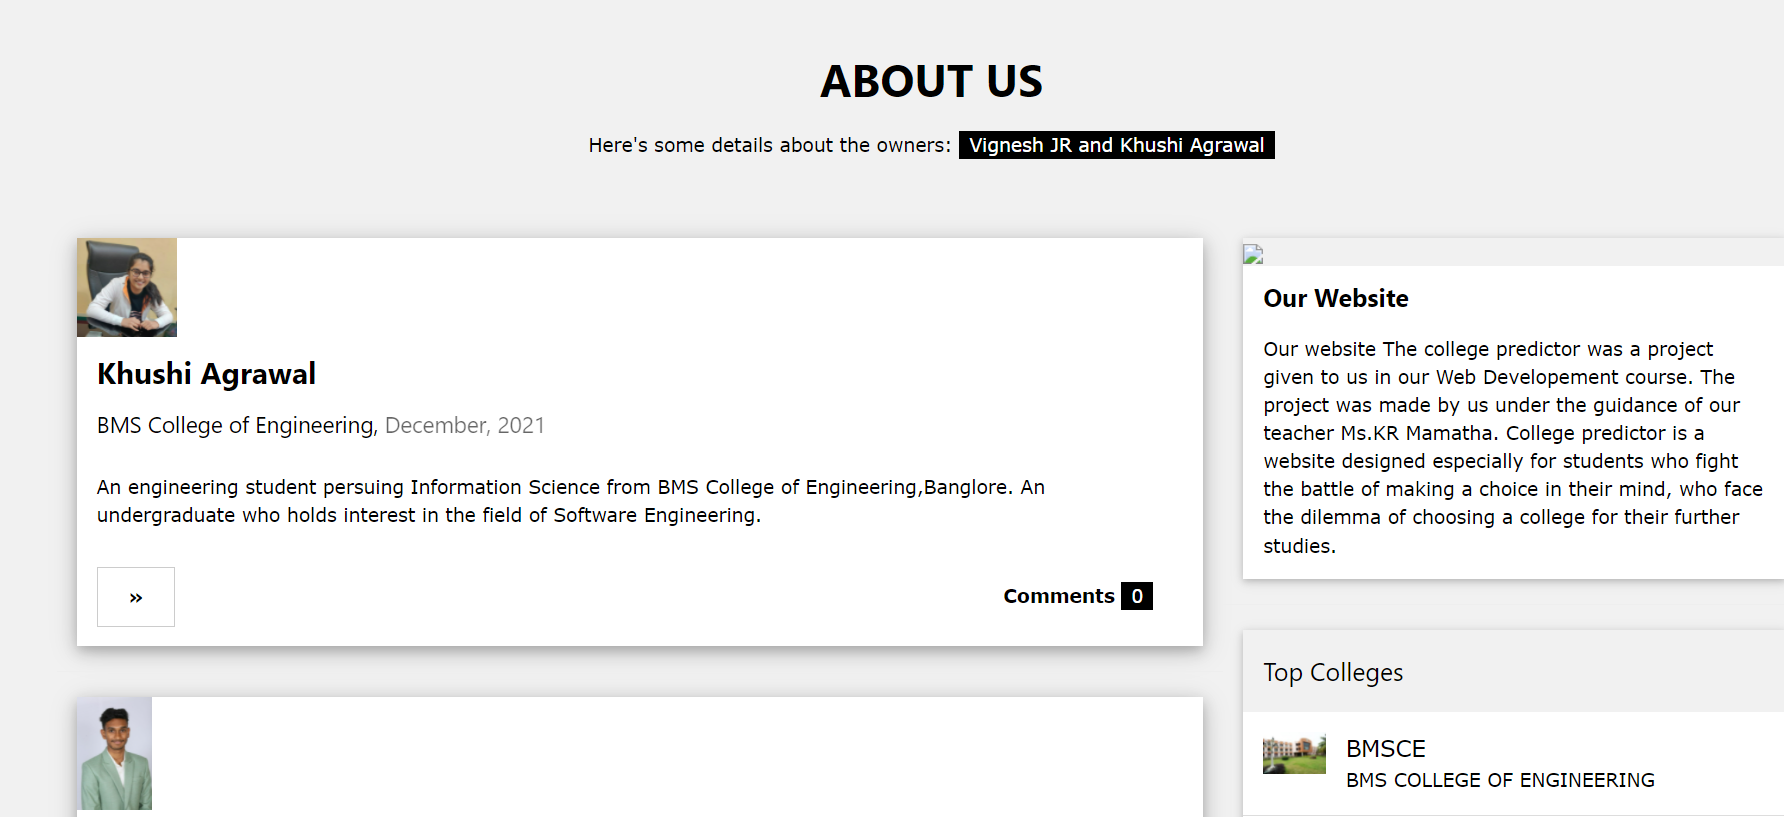 ABOUT US
Here's some details about the owners: Vignesh JR and Khushi Agrawal
Khushi Agrawal
BMS College of Engineering, December, 2021
An engineering student persuing Information Science from BMS College of Engineering,Banglore. An
undergraduate who holds interest in the field of Software Engineering.
»
Comments 0
Our Website
Our website The college predictor was a project
given to us in our Web Developement course. The
project was made by us under the guidance of our
teacher Ms.KR Mamatha. College predictor is a
website designed especially for students who fight
the battle of making a choice in their mind, who face
the dilemma of choosing a college for their further
studies.
Top Colleges
BMSCE
BMS COLLEGE OF ENGINEERING